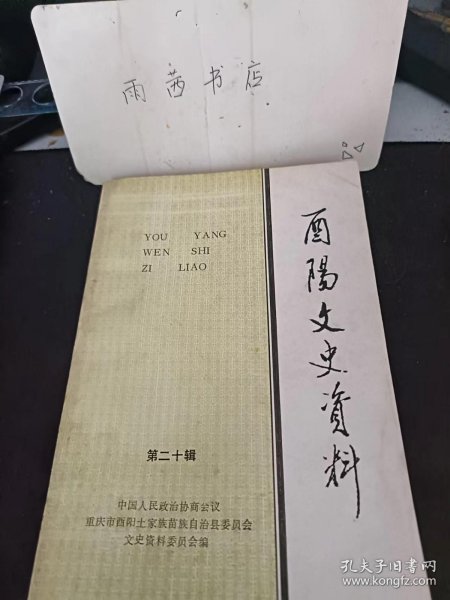 雨茜书店
YOU YANG
WEN SHI
ZI LIAO
酉陽文史资料
第二十辑
中国人民政治协商会议
重庆市酉阳土家族苗族自治县委员会
文史资料委员会编
孔夫子旧书网
www.kongfz.com